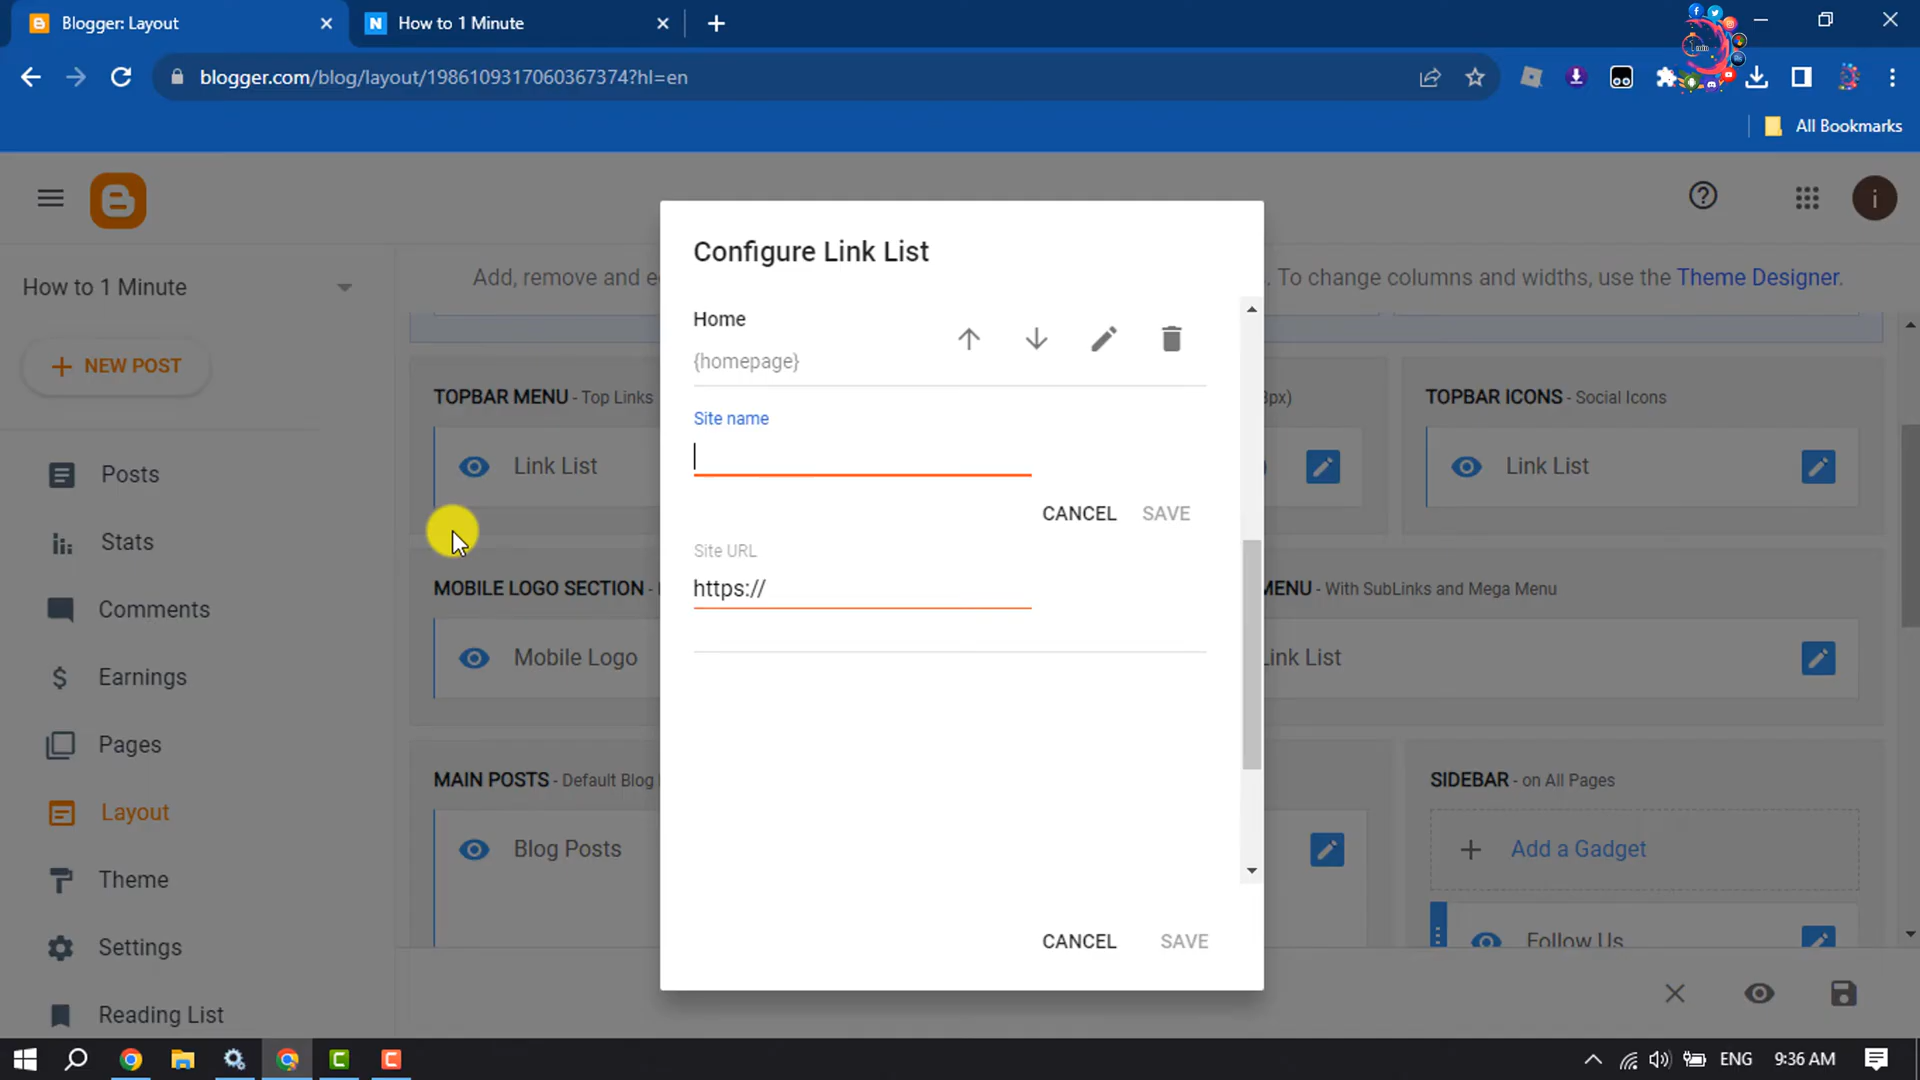 Blogger: Layout
How to 1 Minute
blogger.com/blog/layout/1986109317060367374?hl=en
All Bookmarks
Configure Link List
Add, remove and e
. To change columns and widths, use the Theme Designer.
How to 1 Minute
NEW POST
Home
{homepage}
TOPBAR MENU - Top Links
px)
TOPBAR ICONS - Social Icons
Site name
Link List
Link List
Posts
CANCEL
SAVE
Stats
Site URL
https://
MOBILE LOGO SECTION -
MENU - With SubLinks and Mega Menu
Comments
Mobile Logo
Link List
Earnings
Pages
MAIN POSTS - Default Blog
SIDEBAR - on All Pages
Layout
Blog Posts
Add a Gadget
Theme
CANCEL
SAVE
Follow Us
Settings
Reading List
ENG
9:36 AM